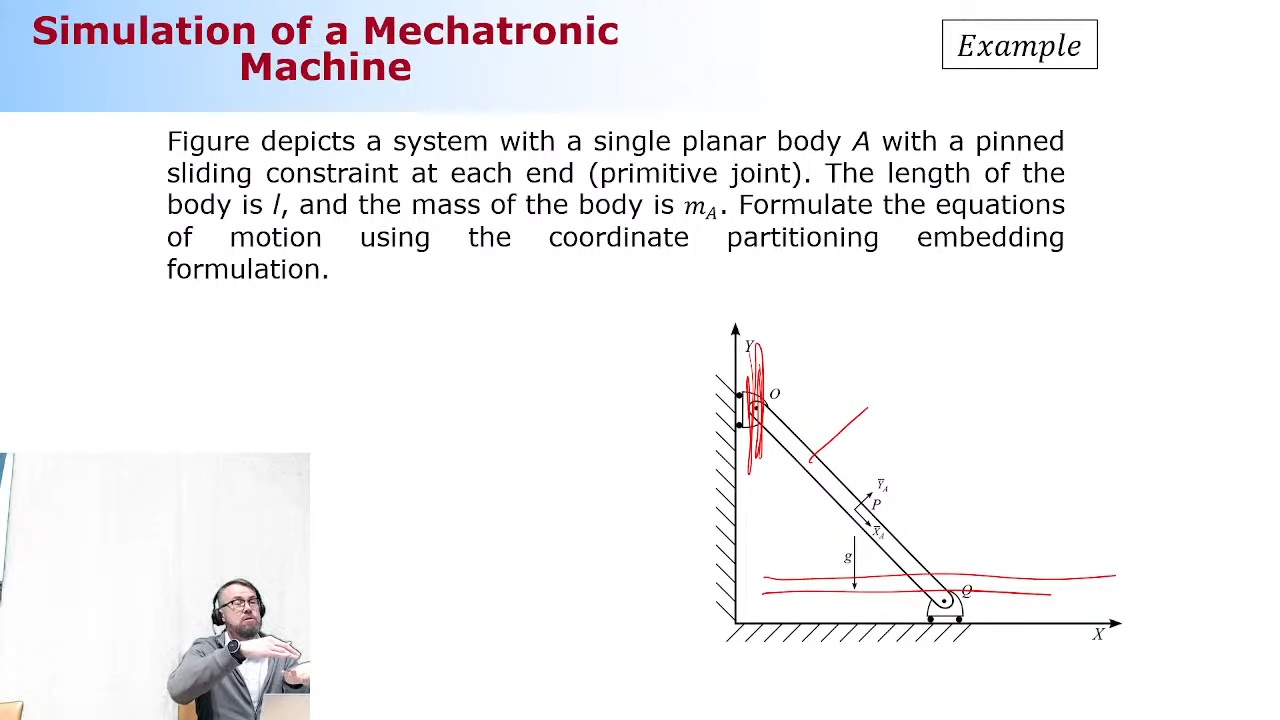 Simulation of a Mechatronic
Machine
Example
Figure depicts a system with a single planar body A with a pinned
sliding constraint at each end (primitive joint). The length of the
body is l, and the mass of the body is m_A. Formulate the equations
of motion using the coordinate partitioning embedding
formulation.
Y
O
Y̅_A
P
X̅_A
g
Q
X